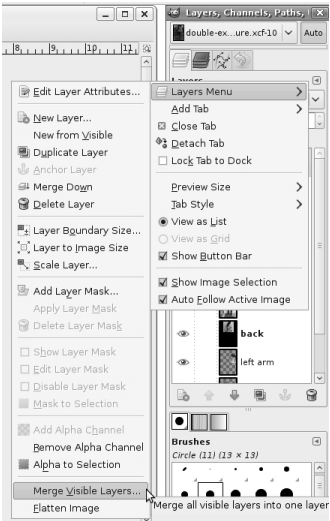 Layers, Channels, Paths,
double-ex...ure.xcf-10
Auto
8 9 10 11
Layers
Edit Layer Attributes...
New Layer...
New from Visible
Duplicate Layer
Anchor Layer
Merge Down
Delete Layer
Layer Boundary Size...
Layer to Image Size
Scale Layer...
Add Layer Mask...
Apply Layer Mask
Delete Layer Mask
Show Layer Mask
Edit Layer Mask
Disable Layer Mask
Mask to Selection
Add Alpha Channel
Remove Alpha Channel
Alpha to Selection
Merge Visible Layers...
Flatten Image
Layers Menu
Add Tab
Close Tab
Detach Tab
Lock Tab to Dock
Preview Size
Tab Style
View as List
View as Grid
Show Button Bar
Show Image Selection
Auto Follow Active Image
back
left arm
Brushes
Circle (11) (13 × 13)
Merge all visible layers into one layer